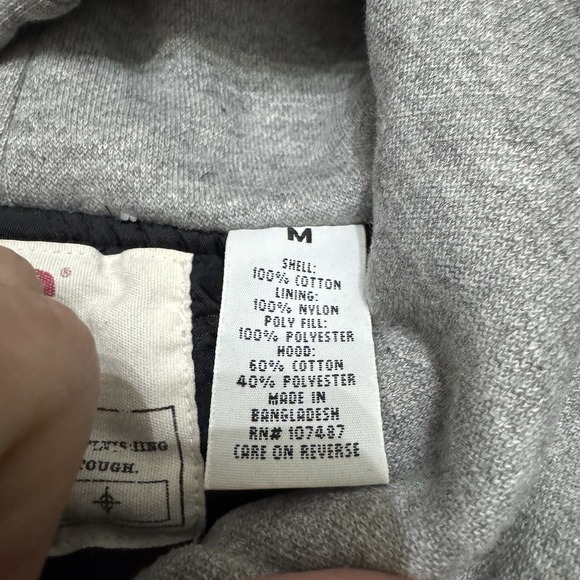 ®
M
SHELL:
100% COTTON
LINING:
100% NYLON
POLY FILL:
100% POLYESTER
HOOD:
60% COTTON
40% POLYESTER
MADE IN
BANGLADESH
RN# 107487
CARE ON REVERSE
TOUGH.